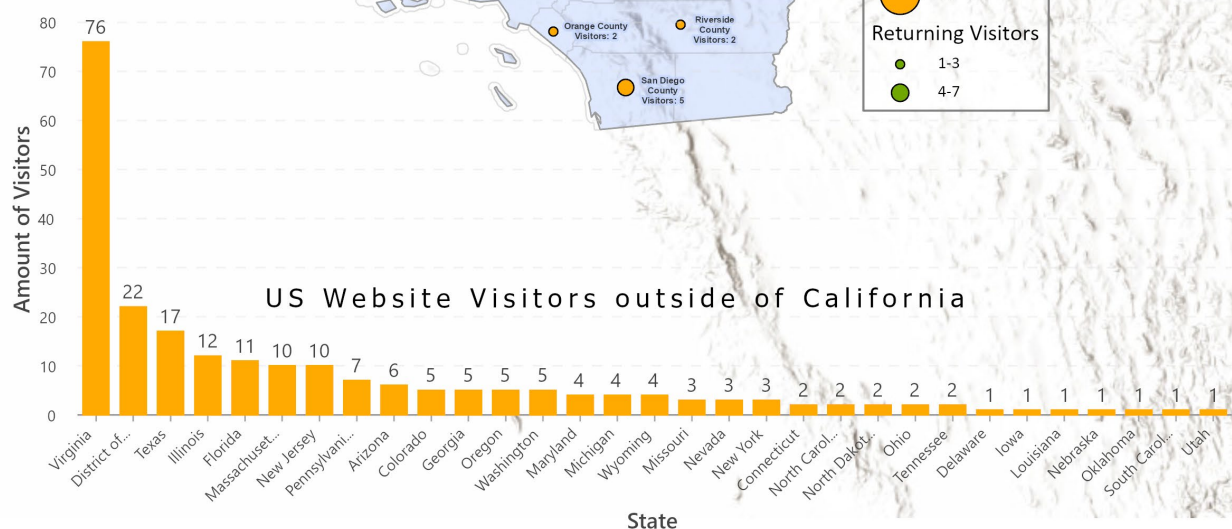 Orange County
Visitors: 2
Riverside
County
Visitors: 2
San Diego
County
Visitors: 5
Returning Visitors
1-3
4-7
US Website Visitors outside of California
Amount of Visitors
80
70
60
50
40
30
20
10
0
76
22
17
12
11
10
10
7
6
5
5
5
5
4
4
4
3
3
3
2
2
2
2
2
1
1
1
1
1
1
1
Virginia
District of...
Texas
Illinois
Florida
Massachuset...
New Jersey
Pennsylvani...
Arizona
Colorado
Georgia
Oregon
Washington
Maryland
Michigan
Wyoming
Missouri
Nevada
New York
Connecticut
North Carol...
North Dakot...
Ohio
Tennessee
Delaware
Iowa
Louisiana
Nebraska
Oklahoma
South Carol...
Utah
State